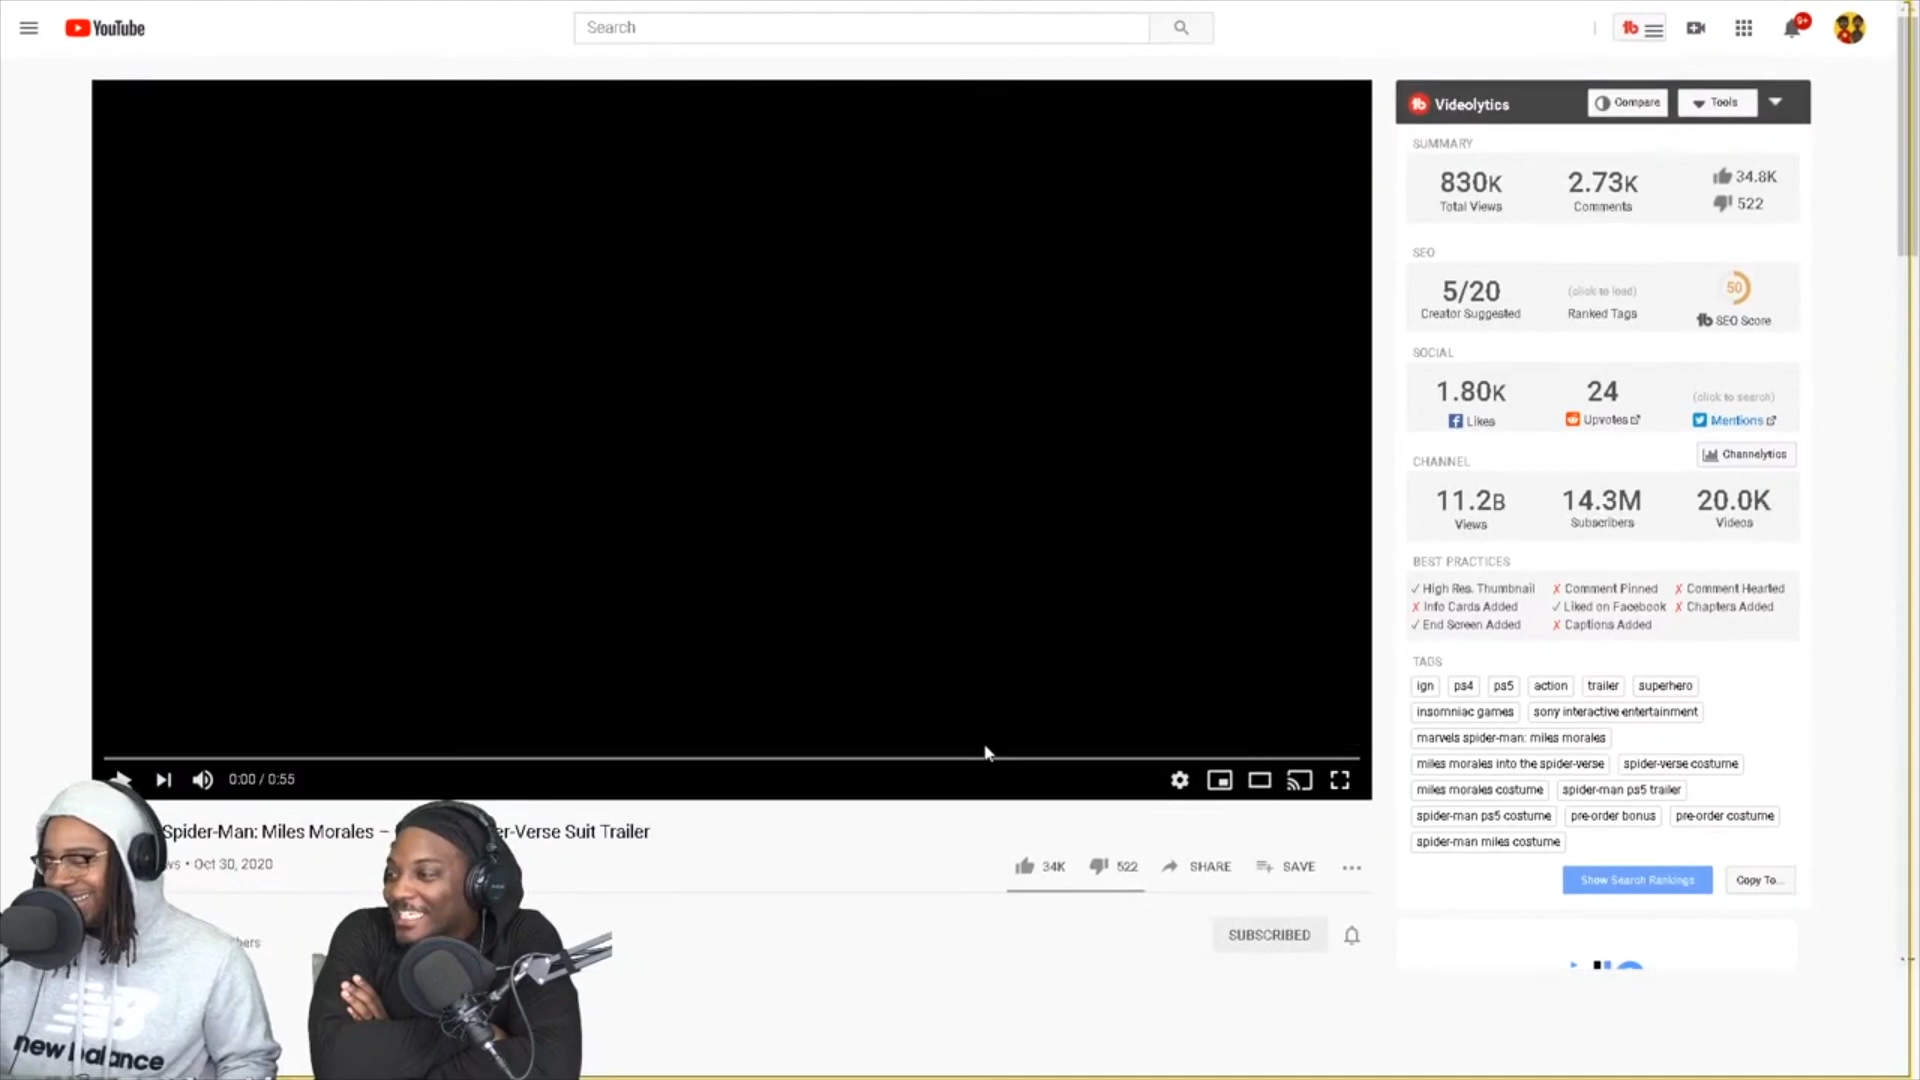 YouTube
Search
9+
Videolytics
Compare
Tools
SUMMARY
830K
Total Views
2.73K
Comments
34.8K
522
SEO
5/20
Creator Suggested
(click to load)
Ranked Tags
50
SEO Score
SOCIAL
1.80K
Likes
24
Upvotes
(click to search)
Mentions
CHANNEL
Channelytics
11.2B
Views
14.3M
Subscribers
20.0K
Videos
BEST PRACTICES
✓ High Res. Thumbnail ✗ Comment Pinned ✗ Comment Hearted
✗ Info Cards Added ✓ Liked on Facebook ✗ Chapters Added
✓ End Screen Added ✗ Captions Added
TAGS
ign ps4 ps5 action trailer superhero
insomniac games sony interactive entertainment
marvels spider-man: miles morales
miles morales into the spider-verse spider-verse costume
miles morales costume spider-man ps5 trailer
spider-man ps5 costume pre-order bonus pre-order costume
spider-man miles costume
Show Search Rankings Copy To...
0:00 / 0:55
Spider-Man: Miles Morales – er-Verse Suit Trailer
ws • Oct 30, 2020
34K 522 SHARE SAVE
bers
SUBSCRIBED
new balance